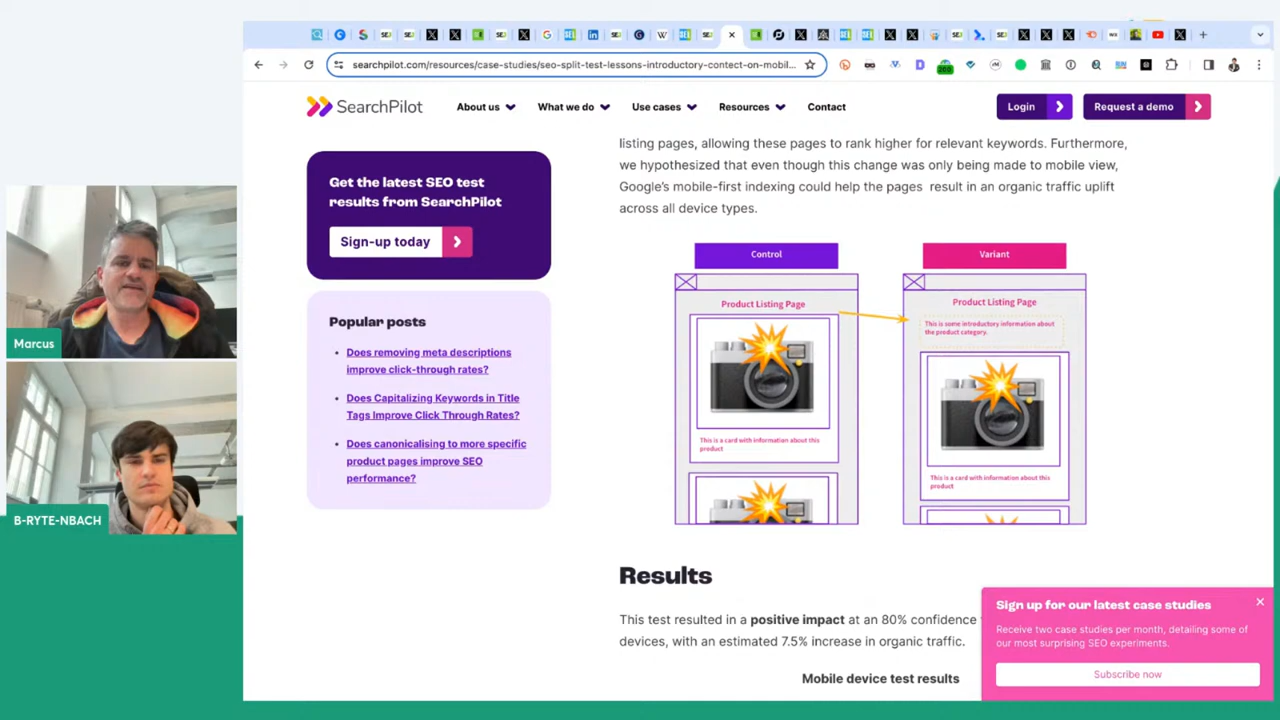 searchpilot.com/resources/case-studies/seo-split-test-lessons-introductory-contect-on-mobil...
SearchPilot
About us
What we do
Use cases
Resources
Contact
Login
Request a demo
Get the latest SEO test
results from SearchPilot
Sign-up today
Popular posts
Does removing meta descriptions
improve click-through rates?
Does Capitalizing Keywords in Title
Tags Improve Click Through Rates?
Does canonicalising to more specific
product pages improve SEO
performance?
listing pages, allowing these pages to rank higher for relevant keywords. Furthermore,
we hypothesized that even though this change was only being made to mobile view,
Google's mobile-first indexing could help the pages result in an organic traffic uplift
across all device types.
Control
Product Listing Page
This is a card with information about this
product
Variant
Product Listing Page
This is some introductory information about
the product category.
This is a card with information about this
product
Results
This test resulted in a positive impact at an 80% confidence
devices, with an estimated 7.5% increase in organic traffic.
Mobile device test results
Sign up for our latest case studies
Receive two case studies per month, detailing some of
our most surprising SEO experiments.
Subscribe now
Marcus
B-RYTE-NBACH